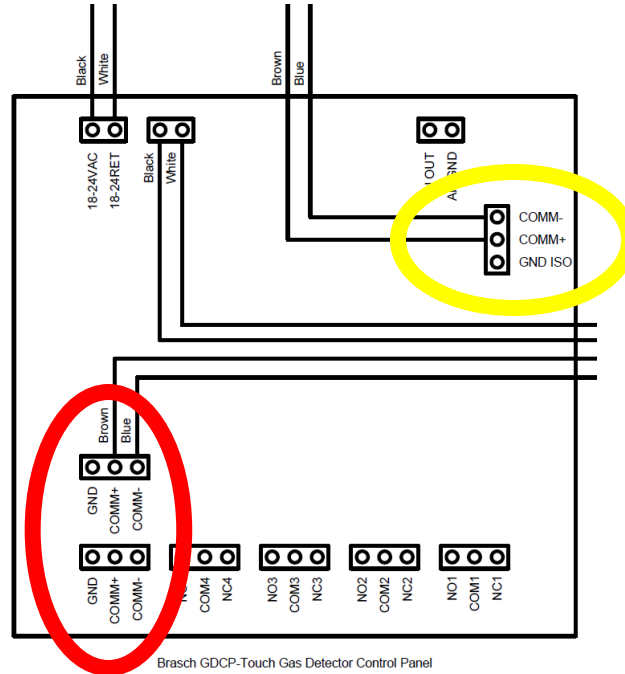 Black
White
Brown
Blue
18-24VAC
18-24RET
Black
White
OUT
GND
COMM-
COMM+
GND ISO
Brown
Blue
GND
COMM+
COMM-
GND
COMM+
COMM-
COM4
NC4
NO3
COM3
NC3
NO2
COM2
NC2
NO1
COM1
NC1
Brasch GDCP-Touch Gas Detector Control Panel